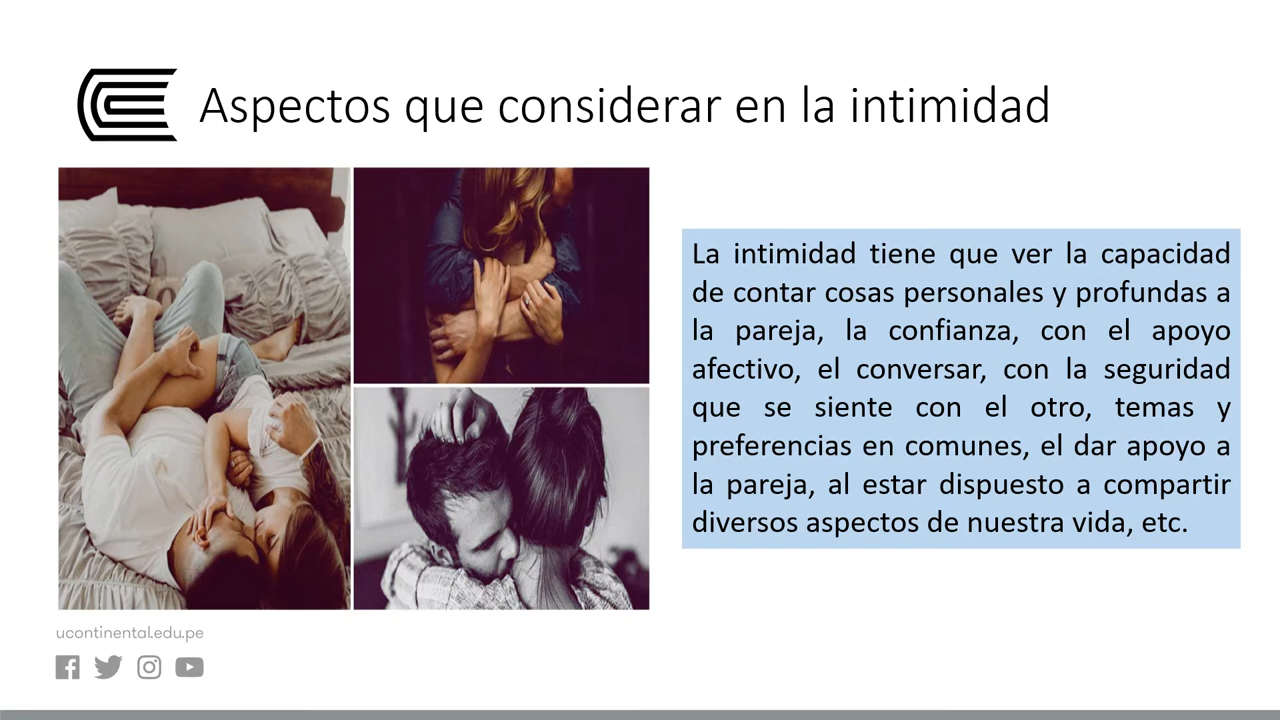 Aspectos que considerar en la intimidad
La intimidad tiene que ver la capacidad
de contar cosas personales y profundas a
la pareja, la confianza, con el apoyo
afectivo, el conversar, con la seguridad
que se siente con el otro, temas y
preferencias en comunes, el dar apoyo a
la pareja, al estar dispuesto a compartir
diversos aspectos de nuestra vida, etc.
ucontinental.edu.pe